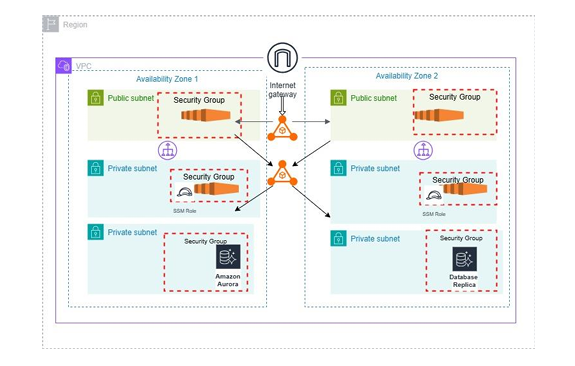 Region
VPC
Availability Zone 1
Availability Zone 2
Internet
gateway
Public subnet
Security Group
Public subnet
Security Group
Private subnet
Security Group
SSM Role
Private subnet
Security Group
SSM Role
Private subnet
Security Group
Amazon
Aurora
Private subnet
Security Group
Database
Replica